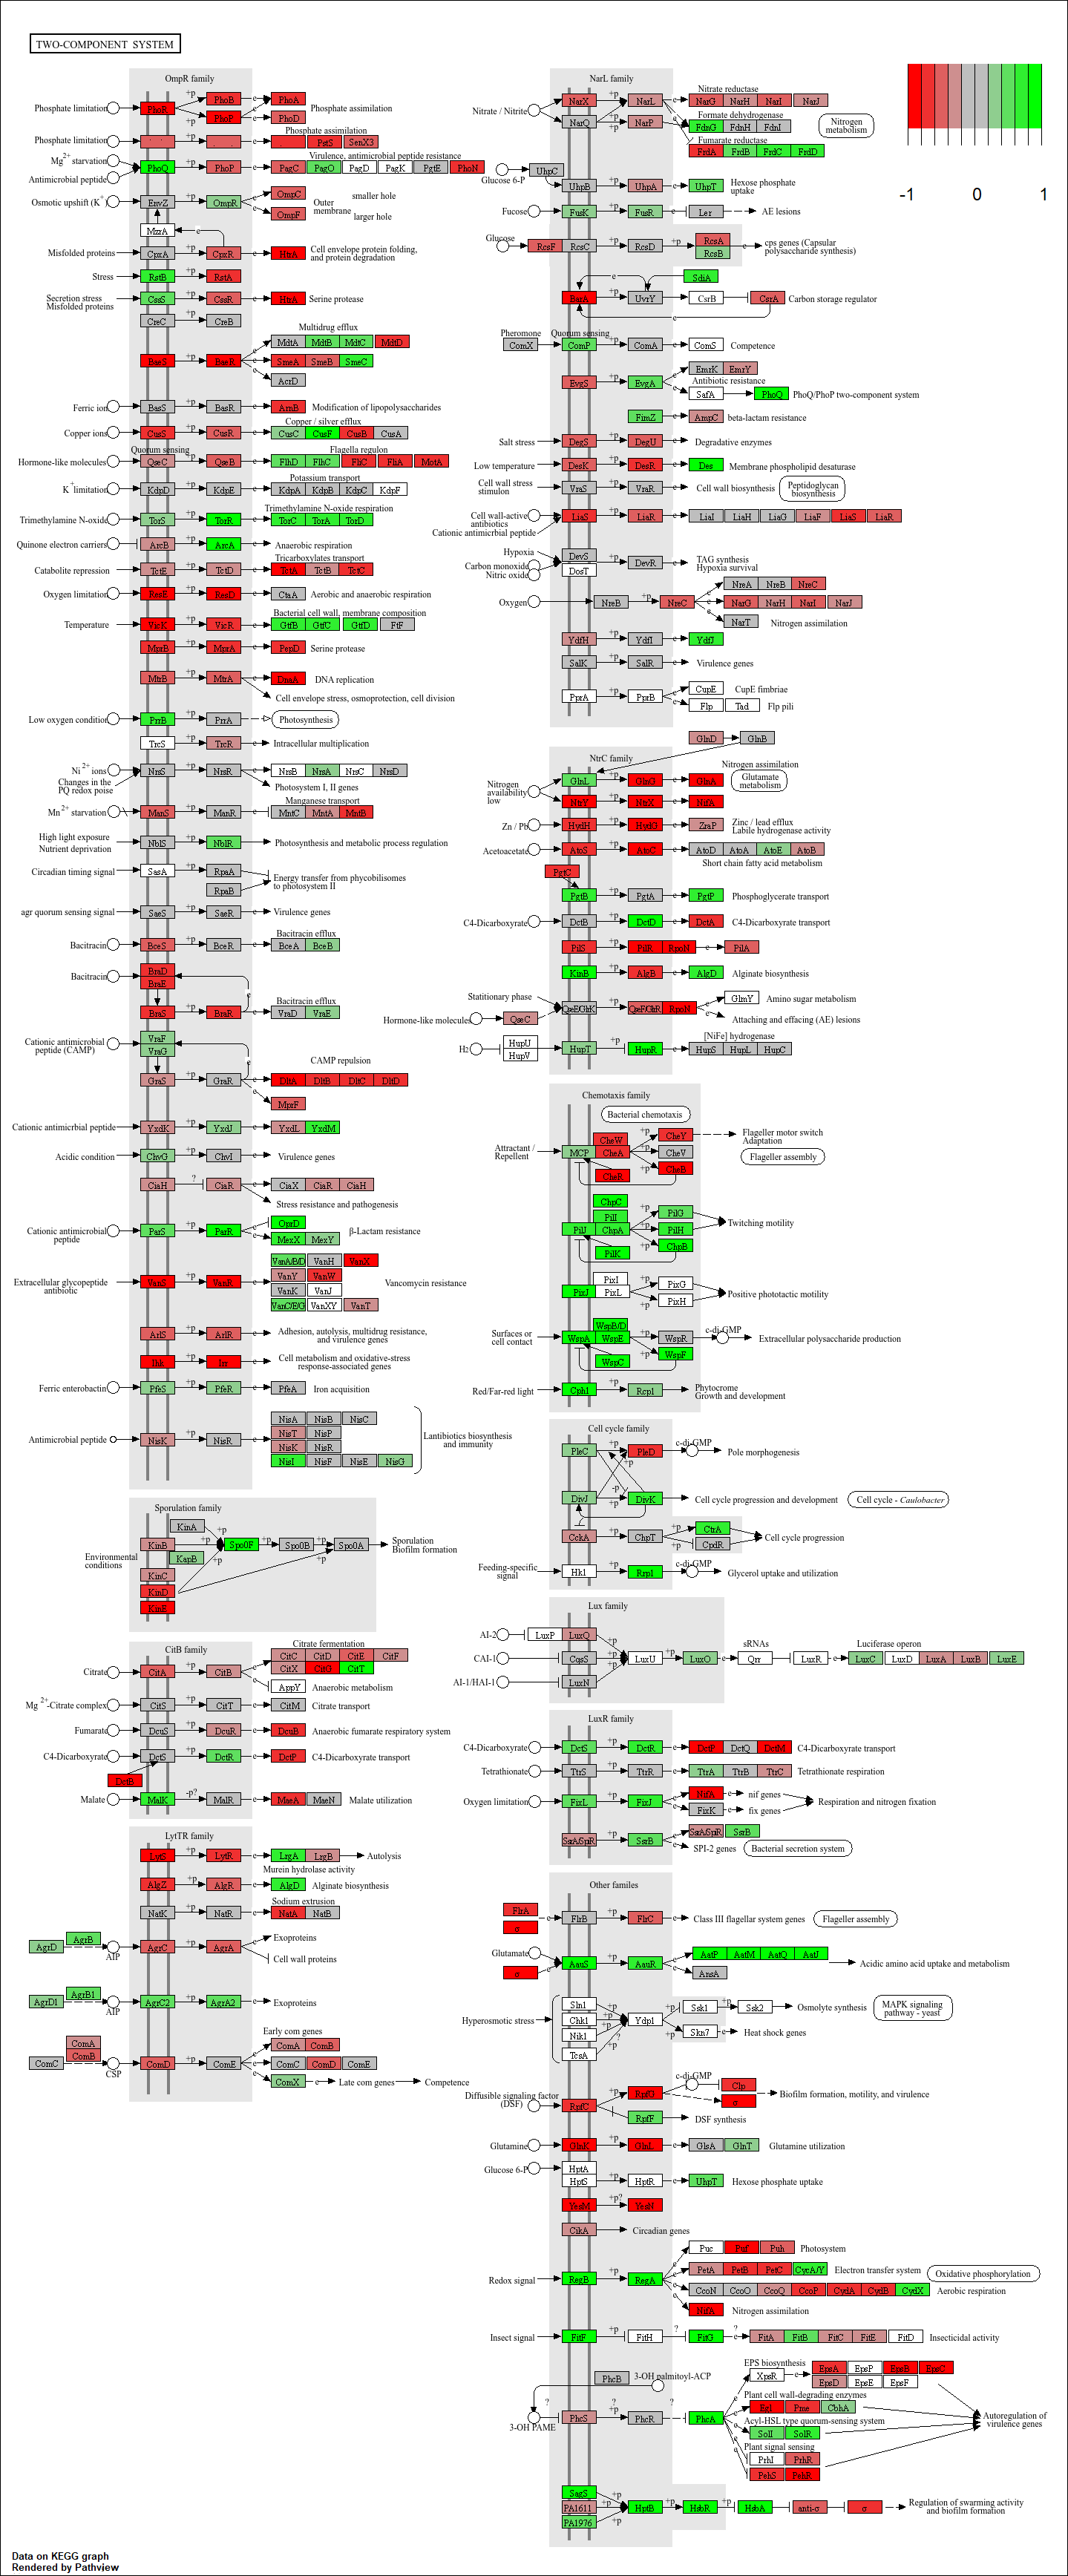 TWO-COMPONENT SYSTEM
-1 0 1
OmpR family
Phosphate limitation PhoR +p PhoB e PhoA
+p PhoP e PhoD Phosphate assimilation
Phosphate limitation +p e PstS SenX3
Phosphate assimilation
Mg2+ starvation
Antimicrobial peptide
PhoQ +p PhoP e PagC PagO PagD PagK PgtE PhoN
Virulence, antimicrobial peptide resistance
Osmotic upshift (K+) EnvZ +p OmpR e OmpC smaller hole
e OmpF larger hole
Outer membrane
MzrA e
Misfolded proteins CpxA +p CpxR e HtrA Cell envelope protein folding,
and protein degradation
Stress RstB +p RstA
Secretion stress
Misfolded proteins
CssS +p CssR e HtrA Serine protease
CreC +p CreB
Multidrug efflux
MdtA MdtB MdtC MdtD
BaeS +p BaeR e SmeA SmeB SmeC
AcrD
Ferric ion BasS +p BasR e ArnB Modification of lipopolysaccharides
Copper / silver efflux
Copper ions CusS +p CusR e CusC CusF CusB CusA
Quorum sensing Flagella regulon
Hormone-like molecules QseC +p QseB e FlhD FlhC FliC FliA MotA
Potassium transport
K+ limitation KdpD +p KdpE e KdpA KdpB KdpC KdpF
Trimethylamine N-oxide respiration
Trimethylamine N-oxide TorS +p TorR e TorC TorA TorD
Quinone electron carriers ArcB +p ArcA e Anaerobic respiration
Tricarboxylates transport
Catabolite repression TctE +p TctD e TctA TctB TctC
Oxygen limitation ResE +p ResD e CtaA Aerobic and anaerobic respiration
Bacterial cell wall, membrane composition
Temperature VicK +p VicR e GtfB GtfC GtfD FtF
MprB +p MprA e PepD Serine protease
MtrB +p MtrA e DnaA DNA replication
Cell envelope stress, osmoprotection, cell division
Low oxygen condition PrrB +p PrrA Photosynthesis
TrcS +p TrcR e Intracellular multiplication
Ni2+ ions
Changes in the
PQ redox poise
NrsS +p NrsR e NrsB NrsA NrsC NrsD
Photosystem I, II genes
Manganese transport
Mn2+ starvation ManS +p ManR e MntC MntA MntB
High light exposure
Nutrient deprivation
NblS +p NblR e Photosynthesis and metabolic process regulation
Circadian timing signal SasA +p RpaA
RpaB
Energy transfer from phycobilisomes
to photosystem II
agr quorum sensing signal SaeS +p SaeR e Virulence genes
Bacitracin efflux
Bacitracin BceS +p BceR e BceA BceB
Bacitracin BraD
BraE
Bacitracin efflux
BraS +p BraR e VraD VraE
Cationic antimicrobial
peptide (CAMP)
VraF
VraG
CAMP repulsion
GraS +p GraR e DltA DltB DltC DltD
e MprF
Cationic antimicrbial peptide YxdK +p YxdJ e YxdL YxdM
Acidic condition ChvG +p ChvI e Virulence genes
CiaH ? CiaR e CiaX CiaR CiaH
Stress resistance and pathogenesis
Cationic antimicrobial
peptide
ParS +p ParR e OprD
e MexX MexY β-Lactam resistance
VanA/B/D VanH VanX
Extracellular glycopeptide
antibiotic
VanS +p VanR e VanY VanW
VanK VanJ
VanC/E/G VanXY VanT
Vancomycin resistance
ArlS +p ArlR e Adhesion, autolysis, multidrug resistance,
and virulence genes
Ihk +p Irr e Cell metabolism and oxidative-stress
response-associated genes
Ferric enterobactin PfeS +p PfeR e PfeA Iron acquisition
Antimicrobial peptide NisK +p NisR e
NisA NisB NisC
NisT NisP
NisK NisR
NisI NisF NisE NisG
Lantibiotics biosynthesis
and immunity
Sporulation family
KinA +p
KinB +p Spo0F +p Spo0B +p Spo0A Sporulation
Biofilm formation
KapB +p +p
Environmental
conditions
KinC
KinD
KinE
CitB family
Citrate fermentation
CitC CitD CitE CitF
Citrate CitA +p CitB e CitX CitG CitT
AppY Anaerobic metabolism
Mg2+-Citrate complex CitS +p CitT e CitM Citrate transport
Fumarate DcuS +p DcuR e DcuB Anaerobic fumarate respiratory system
C4-Dicarboxyrate DctS +p DctR e DctP C4-Dicarboxyrate transport
DctB
Malate MalK -p? MalR e MaeA MaeN Malate utilization
LytTR family
LytS +p LytR e LrgA LrgB Autolysis
Murein hydrolase activity
AlgZ +p AlgR e AlgD Alginate biosynthesis
Sodium extrusion
NatK +p NatR e NatA NatB
AgrD AgrB AIP AgrC +p AgrA e Exoproteins
e Cell wall proteins
AgrD1 AgrB1 AIP AgrC2 +p AgrA2 e Exoproteins
Early com genes
ComA ComB
ComC ComA
ComB
CSP ComD +p ComE e ComC ComD ComE
e ComX e Late com genes Competence
NarL family
Nitrate reductase
Nitrate / Nitrite NarX +p NarL e NarG NarH NarI NarJ
NarQ +p NarP
Formate dehydrogenase
FdnG FdnH FdnI
Nitrogen
metabolism
Fumarate reductase
FrdA FrdB FrdC FrdD
UhpC
Glucose 6-P UhpB +p UhpA e UhpT Hexose phosphate
uptake
Fucose FusK +p FusR e Ler AE lesions
Glucose RcsF RcsC +p RcsD +p RcsA
RcsB
e cps genes (Capsular
polysaccharide synthesis)
e SdiA
BarA +p UvrY e CsrB CsrA Carbon storage regulator
e
Pheromone Quorum sensing
ComX ComP +p ComA e ComS Competence
EvgS +p EvgA e EmrK EmrY
Antibiotic resistance
SafA PhoQ PhoQ/PhoP two-component system
FimZ e AmpC beta-lactam resistance
Salt stress DegS +p DegU e Degradative enzymes
Low temperature DesK +p DesR e Des Membrane phospholipid desaturase
Cell wall stress
stimulon
VraS +p VraR e Cell wall biosynthesis Peptidoglycan
biosynthesis
Cell wall-active
antibiotics
Cationic antimicrbial peptide
LiaS +p LiaR e LiaI LiaH LiaG LiaF LiaS LiaR
Hypoxia
Carbon monoxide
Nitric oxide
DevS
DosT
+p DevR e TAG synthesis
Hypoxia survival
NreA NreB NreC
Oxygen NreB +p NreC e NarG NarH NarI NarJ
NarT Nitrogen assimilation
YdfH +p YdfI e YdfJ
SalK +p SalR e Virulence genes
PprA +p PprB e CupE CupE fimbriae
e Flp Tad Flp pili
GlnD GlnB
NtrC family
Nitrogen assimilation
Nitrogen
availability
low
GlnL +p GlnG e GlnA Glutamate
metabolism
NtrY +p NtrX e NifA
Zn / Pb HydH +p HydG e ZraP Zinc / lead efflux
Labile hydrogenase activity
Acetoacetate AtoS +p AtoC e AtoD AtoA AtoE AtoB
Short chain fatty acid metabolism
PgtC
PgtB +p PgtA e PgtP Phosphoglycerate transport
C4-Dicarboxyrate DctB +p DctD e DctA C4-Dicarboxyrate transport
PilS +p PilR RpoN e PilA
KinB +p AlgB e AlgD Alginate biosynthesis
Statitionary phase
Hormone-like molecules QseC
QseE/GlrK +p QseF/GlrR RpoN e GlmY Amino sugar metabolism
e Attaching and effacing (AE) lesions
[NiFe] hydrogenase
H2 HupU
HupV
HupT +p HupR e HupS HupL HupC
Chemotaxis family
Bacterial chemotaxis
Attractant /
Repellent
MCP CheW
CheA
CheR
+p CheY Flageller motor switch
Adaptation
+p CheV Flageller assembly
+p CheB
ChpC
PilI
PilJ ChpA +p PilG
+p PilH Twitching motility
PilK +p ChpB
PixJ PixI
PixL +p PixG
+p PixH Positive phototactic motility
Surfaces or
cell contact
WspB/D
WspA WspE +p WspR c-di-GMP Extracellular polysaccharide production
WspC +p WspF
Red/Far-red light Cph1 +p Rcp1 Phytocrome
Growth and development
Cell cycle family
PleC +p PleD c-di-GMP Pole morphogenesis
+p
-p
DivJ +p DivK Cell cycle progression and development Cell cycle - Caulobacter
CckA +p ChpT +p CtrA
+p CpdR Cell cycle progression
Feeding-specific
signal
Hk1 +p Rrp1 c-di-GMP Glycerol uptake and utilization
Lux family
AI-2 LuxP LuxQ +p
CAI-1 CqsS +p LuxU +p LuxO sRNAs
Qrr LuxR e Luciferase operon
LuxC LuxD LuxA LuxB LuxE
AI-1/HAI-1 LuxN +p
LuxR family
C4-Dicarboxyrate DctS +p DctR e DctP DctQ DctM C4-Dicarboxyrate transport
Tetrathionate TtrS +p TtrR e TtrA TtrB TtrC Tetrathionate respiration
Oxygen limitation FixL +p FixJ e NifA e nif genes
e FixK e fix genes
Respiration and nitrogen fixation
SsrA/SpiR +p SsrB e SsrA/SpiR SsrB
e SPI-2 genes Bacterial secretion system
Other familes
FlrA
σ
e FlrB +p FlrC e Class III flagellar system genes Flageller assembly
Glutamate
σ
e AauS +p AauR e AatP AatM AatQ AatJ
e AnsA
Acidic amino acid uptake and metabolism
Hyperosmotic stress Sln1
Chk1
Nik1
TcsA
+p
+p
?
+p
Ydp1 +p Ssk1 Ssk2 Osmolyte synthesis MAPK signaling
pathway - yeast
+p Skn7 e Heat shock genes
Diffusible signaling factor
(DSF)
RpfC +p RpfG c-di-GMP Clp
σ
Biofilm formation, motility, and virulence
RpfF DSF synthesis
Glutamine GlnK +p GlnL e GlsA GlnT Glutamine utilization
Glucose 6-P HptA
HptS +p HptR e UhpT Hexose phosphate uptake
YesM +p? YesN
CikA Circadian genes
Puc Puf Puh Photosystem
Redox signal RegB +p RegA e PetA PetB PetC CycA/Y Electron transfer system Oxidative phosphorylation
CcoN CcoO CcoQ CcoP CydA CydB CydX Aerobic respiration
NifA Nitrogen assimilation
Insect signal FitF +p FitH ? FitG ? e FitA FitB FitC FitE FitD Insecticidal activity
PhcB 3-OH palmitoyl-ACP
3-OH PAME ? PhcS ? +p PhcR ? PhcA
EPS biosynthesis
XpsR e EpsA EpsP EpsB EpsC
EpsD EpsE EpsF
Plant cell wall-degrading enzymes
Egl Pme CbhA
Acyl-HSL type quorum-sensing system
SolI SolR
Plant signal sensing
PrhI PrhR
PehS PehR
Autoregulation of
virulence genes
SagS +p
PA1611 +p HptB +p HsbR HsbA anti-σ σ Regulation of swarming activity
and biofilm formation
PA1976 +p
Data on KEGG graph
Rendered by Pathview